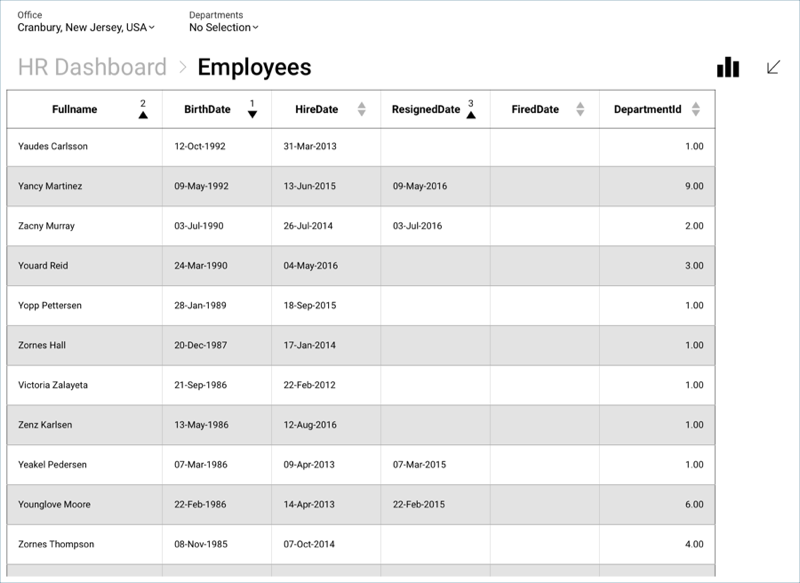 Office Departments
Cranbury, New Jersey, USA No Selection
HR Dashboard > Employees
Fullname 2 BirthDate 1 HireDate ResignedDate 3 FiredDate DepartmentId
Yaudes Carlsson 12-Oct-1992 31-Mar-2013 1.00
Yancy Martinez 09-May-1992 13-Jun-2015 09-May-2016 9.00
Zacny Murray 03-Jul-1990 26-Jul-2014 03-Jul-2016 2.00
Youard Reid 24-Mar-1990 04-May-2016 3.00
Yopp Pettersen 28-Jan-1989 18-Sep-2015 1.00
Zornes Hall 20-Dec-1987 17-Jan-2014 1.00
Victoria Zalayeta 21-Sep-1986 22-Feb-2012 1.00
Zenz Karlsen 13-May-1986 12-Aug-2016 1.00
Yeakel Pedersen 07-Mar-1986 09-Apr-2013 07-Mar-2015 1.00
Younglove Moore 22-Feb-1986 14-Apr-2013 22-Feb-2015 6.00
Zornes Thompson 08-Nov-1985 07-Oct-2014 4.00